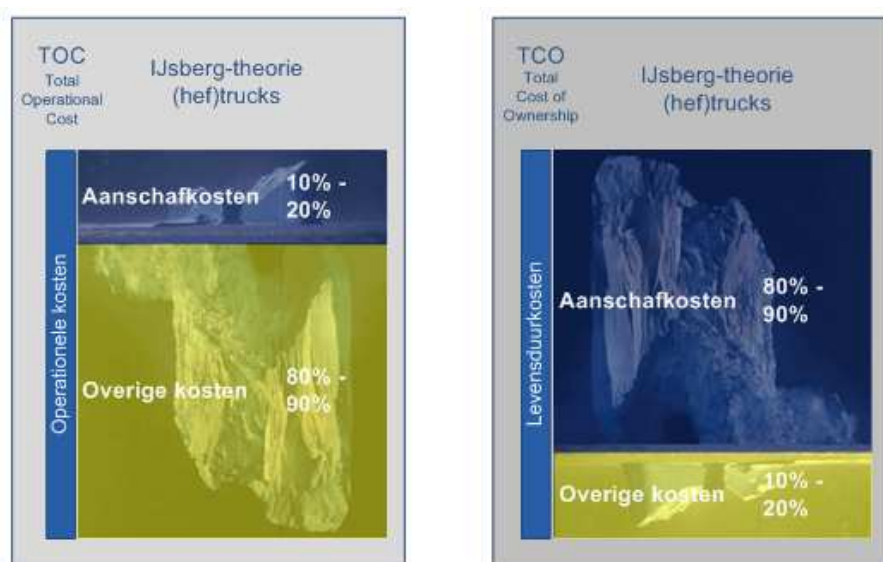 TOC
Total
Operational
Cost
IJsberg-theorie
(hef)trucks
Operationele kosten
Aanschafkosten
10% -
20%
Overige kosten
80% -
90%
TCO
Total
Cost of
Ownership
IJsberg-theorie
(hef)trucks
Levensduurkosten
Aanschafkosten
80% -
90%
Overige kosten
10% -
20%